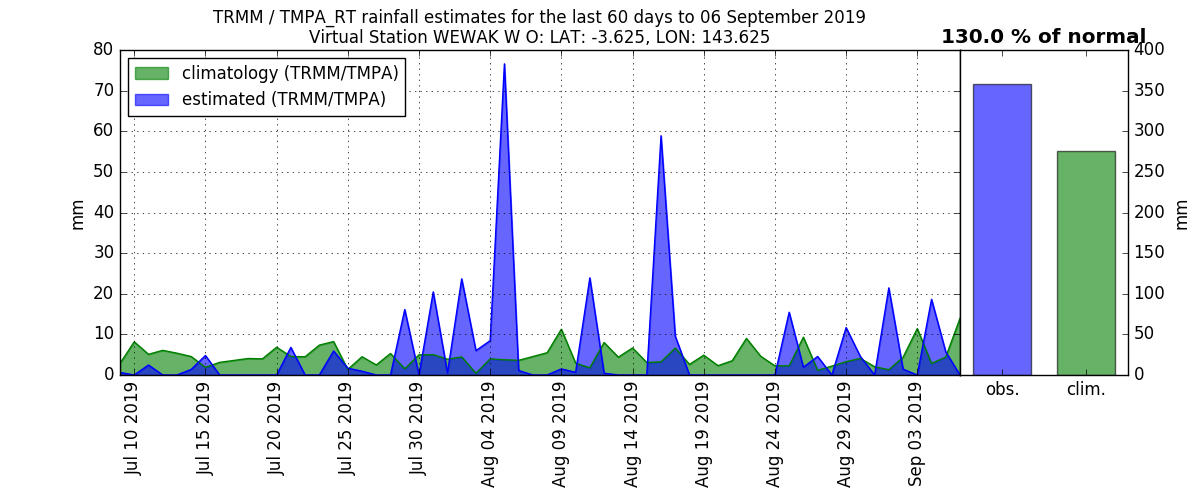 TRMM / TMPA_RT rainfall estimates for the last 60 days to 06 September 2019
Virtual Station WEWAK W O: LAT: -3.625, LON: 143.625
130.0 % of normal
climatology (TRMM/TMPA)
estimated (TRMM/TMPA)
mm
80
70
60
50
40
30
20
10
0
Jul 10 2019
Jul 15 2019
Jul 20 2019
Jul 25 2019
Jul 30 2019
Aug 04 2019
Aug 09 2019
Aug 14 2019
Aug 19 2019
Aug 24 2019
Aug 29 2019
Sep 03 2019
obs.
clim.
400
350
300
250
200
150
100
50
0
mm